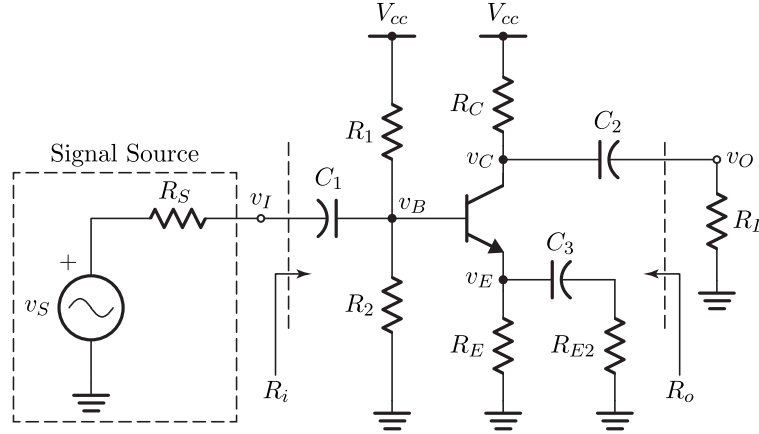 V_cc
V_cc
R_C
R_1
C_2
Signal Source
v_C
v_O
R_S
v_I
C_1
v_B
+
C_3
v_E
v_S
R_2
R_E
R_E2
R_i
R_o